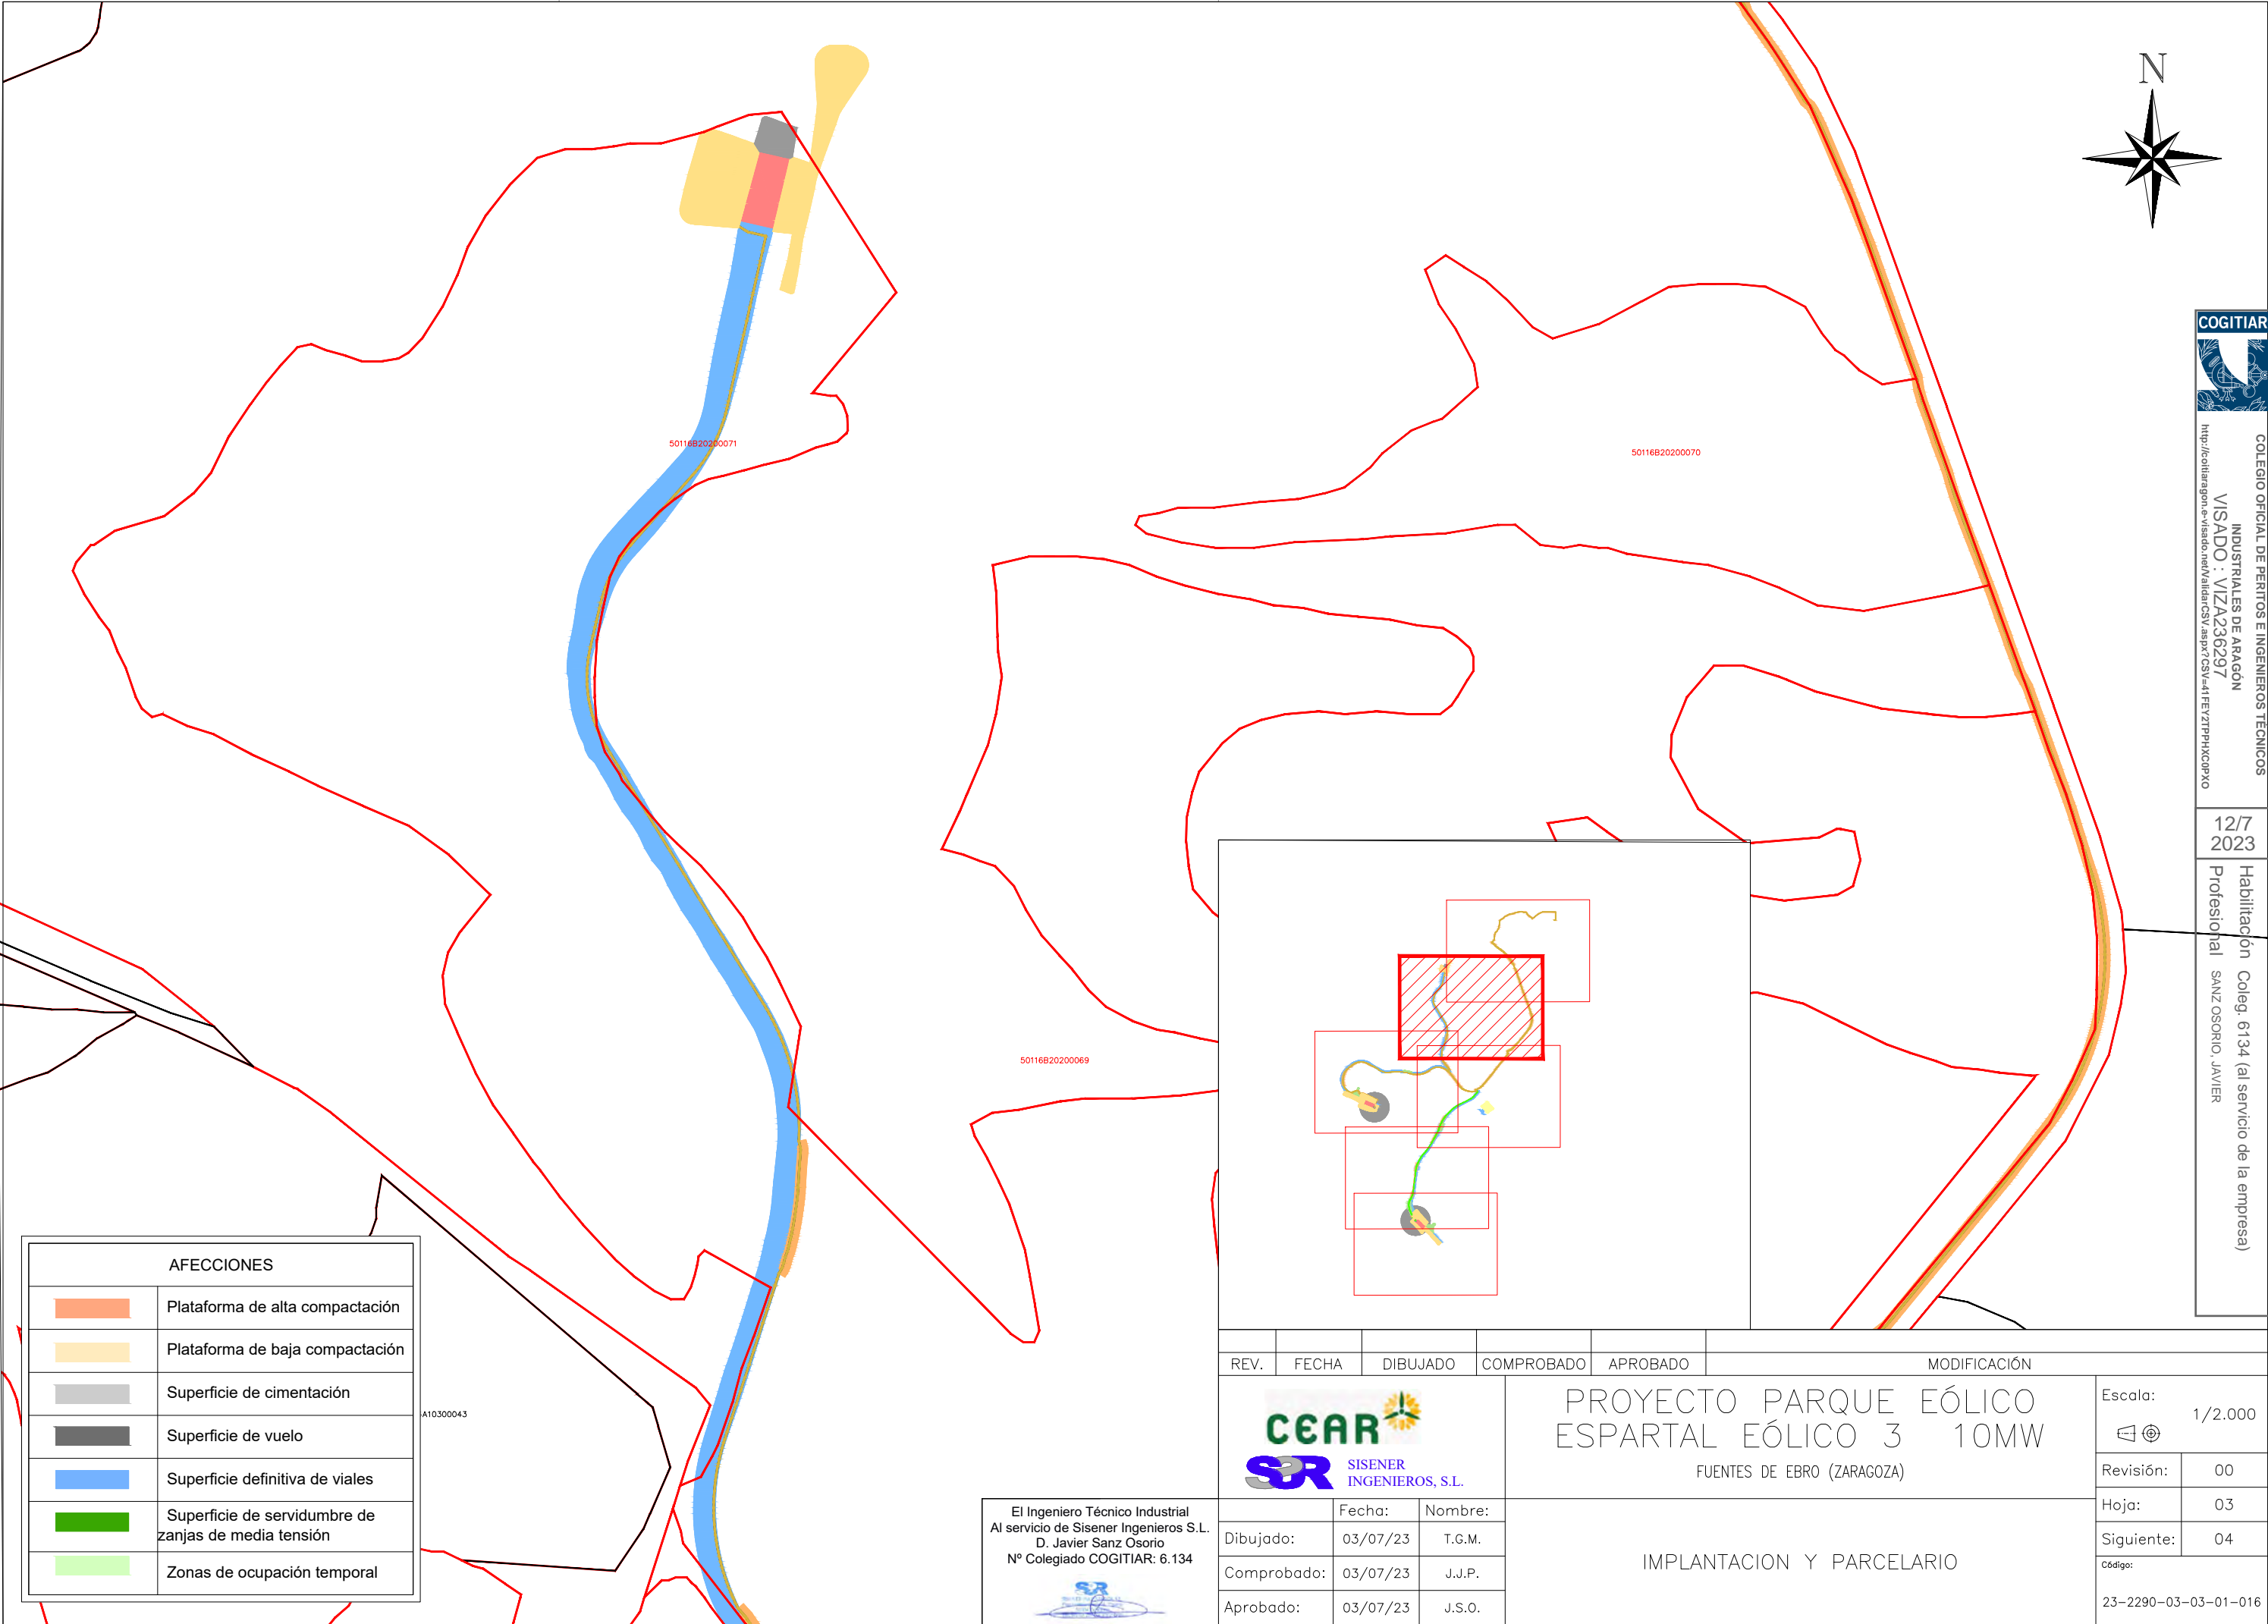 N
50116B20200071
50116B20200070
50116B20200069
A10300043
AFECCIONES
Plataforma de alta compactación
Plataforma de baja compactación
Superficie de cimentación
Superficie de vuelo
Superficie definitiva de viales
Superficie de servidumbre de
zanjas de media tensión
Zonas de ocupación temporal
El Ingeniero Técnico Industrial
Al servicio de Sisener Ingenieros S.L.
D. Javier Sanz Osorio
Nº Colegiado COGITIAR: 6.134
REV. FECHA DIBUJADO COMPROBADO APROBADO MODIFICACIÓN
CEAR
SISENER
INGENIEROS, S.L.
PROYECTO PARQUE EÓLICO
ESPARTAL EÓLICO 3 10MW
FUENTES DE EBRO (ZARAGOZA)
Escala:
1/2.000
Revisión: 00
Hoja: 03
Siguiente: 04
Código:
23-2290-03-03-01-016
Fecha: Nombre:
Dibujado: 03/07/23 T.G.M.
Comprobado: 03/07/23 J.J.P.
Aprobado: 03/07/23 J.S.O.
IMPLANTACION Y PARCELARIO
COGITIAR
COLEGIO OFICIAL DE PERITOS E INGENIEROS TÉCNICOS
INDUSTRIALES DE ARAGÓN
VISADO : VIZA236297
http://coitiaragon.e-visado.net/ValidarCSV.aspx?CSV=41FEY2TPPHXC0PXO
12/7
2023
Habilitación Coleg. 6134 (al servicio de la empresa)
Profesional SANZ OSORIO, JAVIER